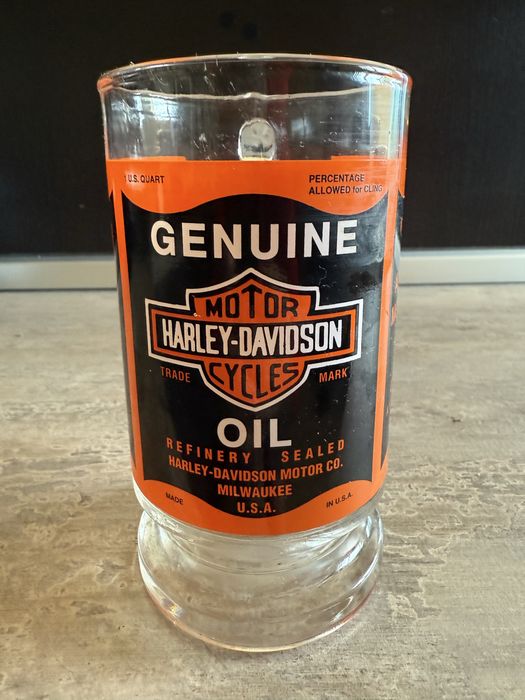 1 U.S. QUART
PERCENTAGE
ALLOWED for CLING
GENUINE
MOTOR
HARLEY-DAVIDSON
CYCLES
TRADE MARK
OIL
REFINERY SEALED
HARLEY-DAVIDSON MOTOR CO.
MILWAUKEE
U.S.A.
MADE IN U.S.A.